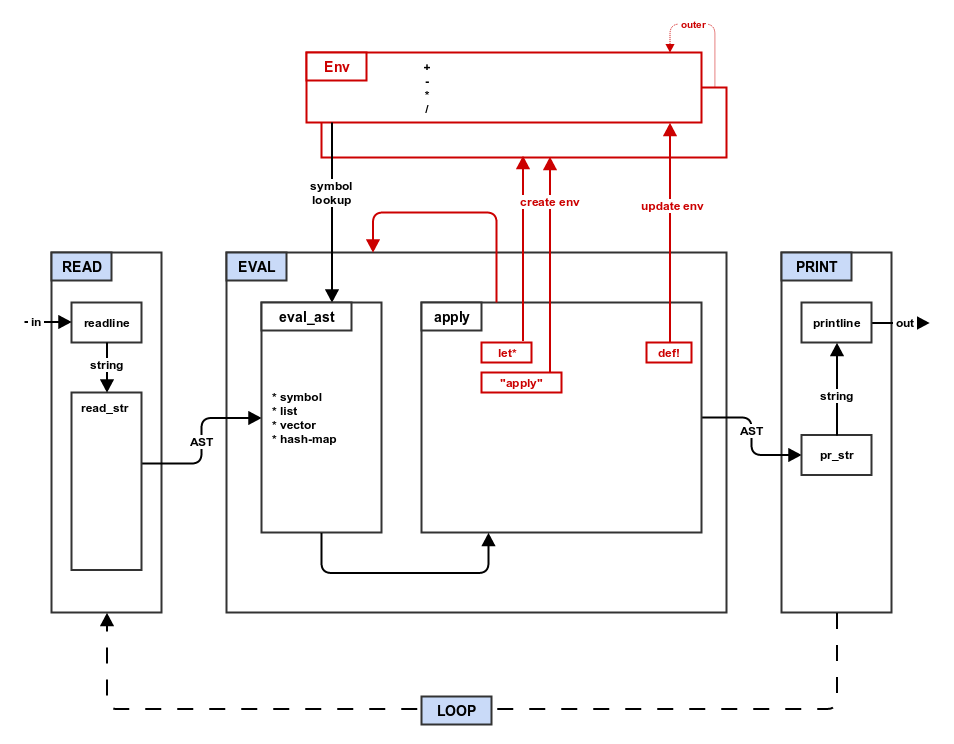 outer
Env
+
-
*
/
symbol
lookup
create env
update env
READ
EVAL
PRINT
- in
readline
string
read_str
AST
eval_ast
* symbol
* list
* vector
* hash-map
apply
let*
"apply"
def!
AST
printline
out
string
pr_str
LOOP